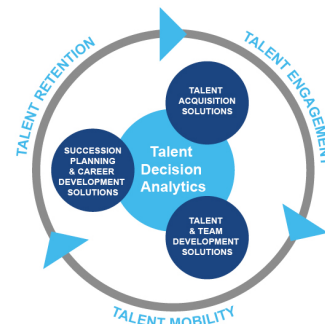 TALENT RETENTION
TALENT ENGAGEMENT
TALENT
ACQUISITION
SOLUTIONS
SUCCESSION
PLANNING
& CAREER
DEVELOPMENT
SOLUTIONS
Talent
Decision
Analytics
TALENT
& TEAM
DEVELOPMENT
SOLUTIONS
TALENT MOBILITY